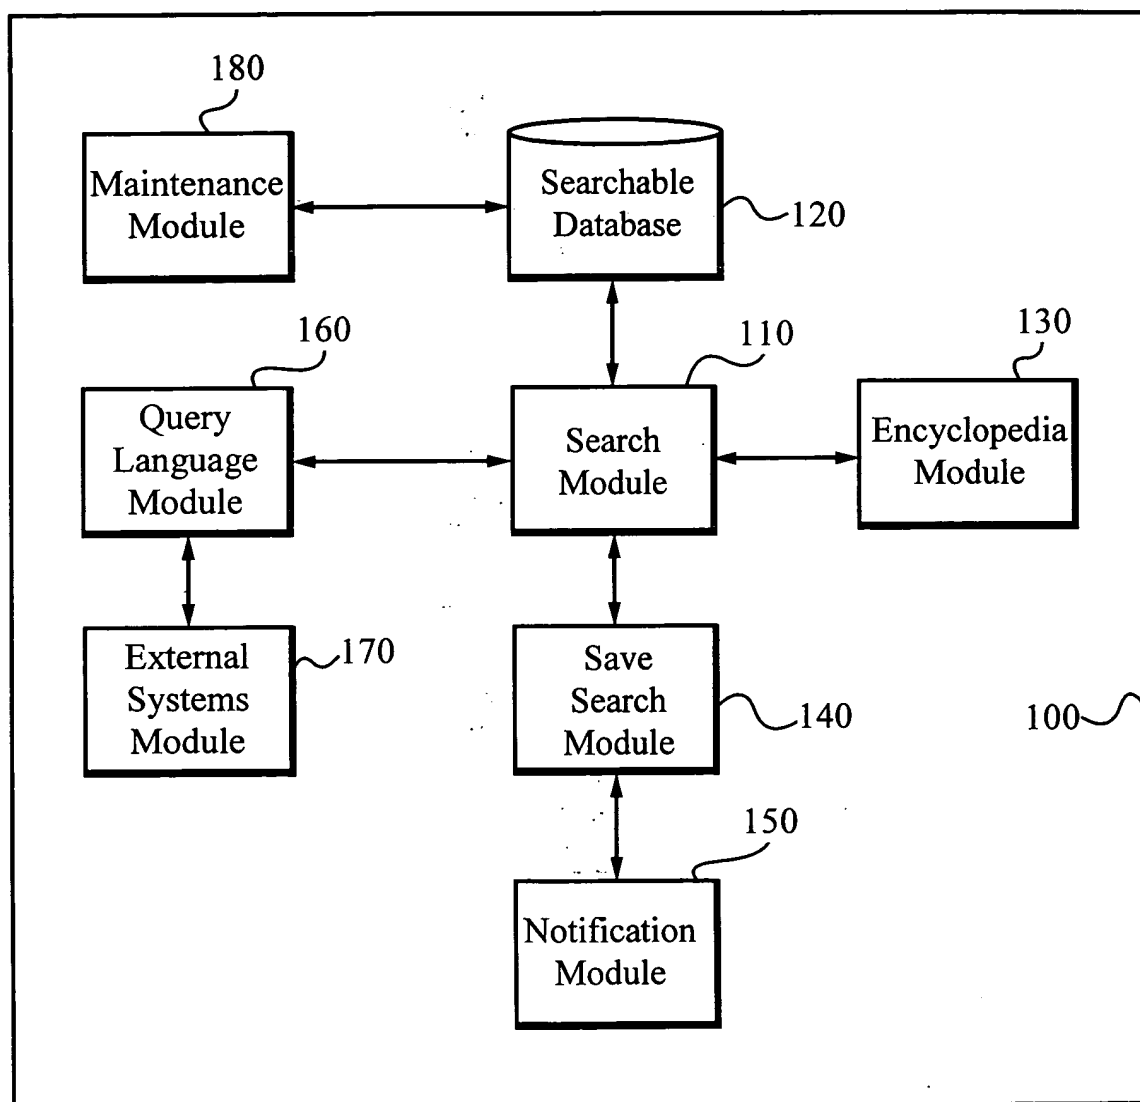 180
Maintenance
Module
Searchable
Database
120
160
110
130
Query
Language
Module
Search
Module
Encyclopedia
Module
External
Systems
Module
170
Save
Search
Module
140
100
150
Notification
Module